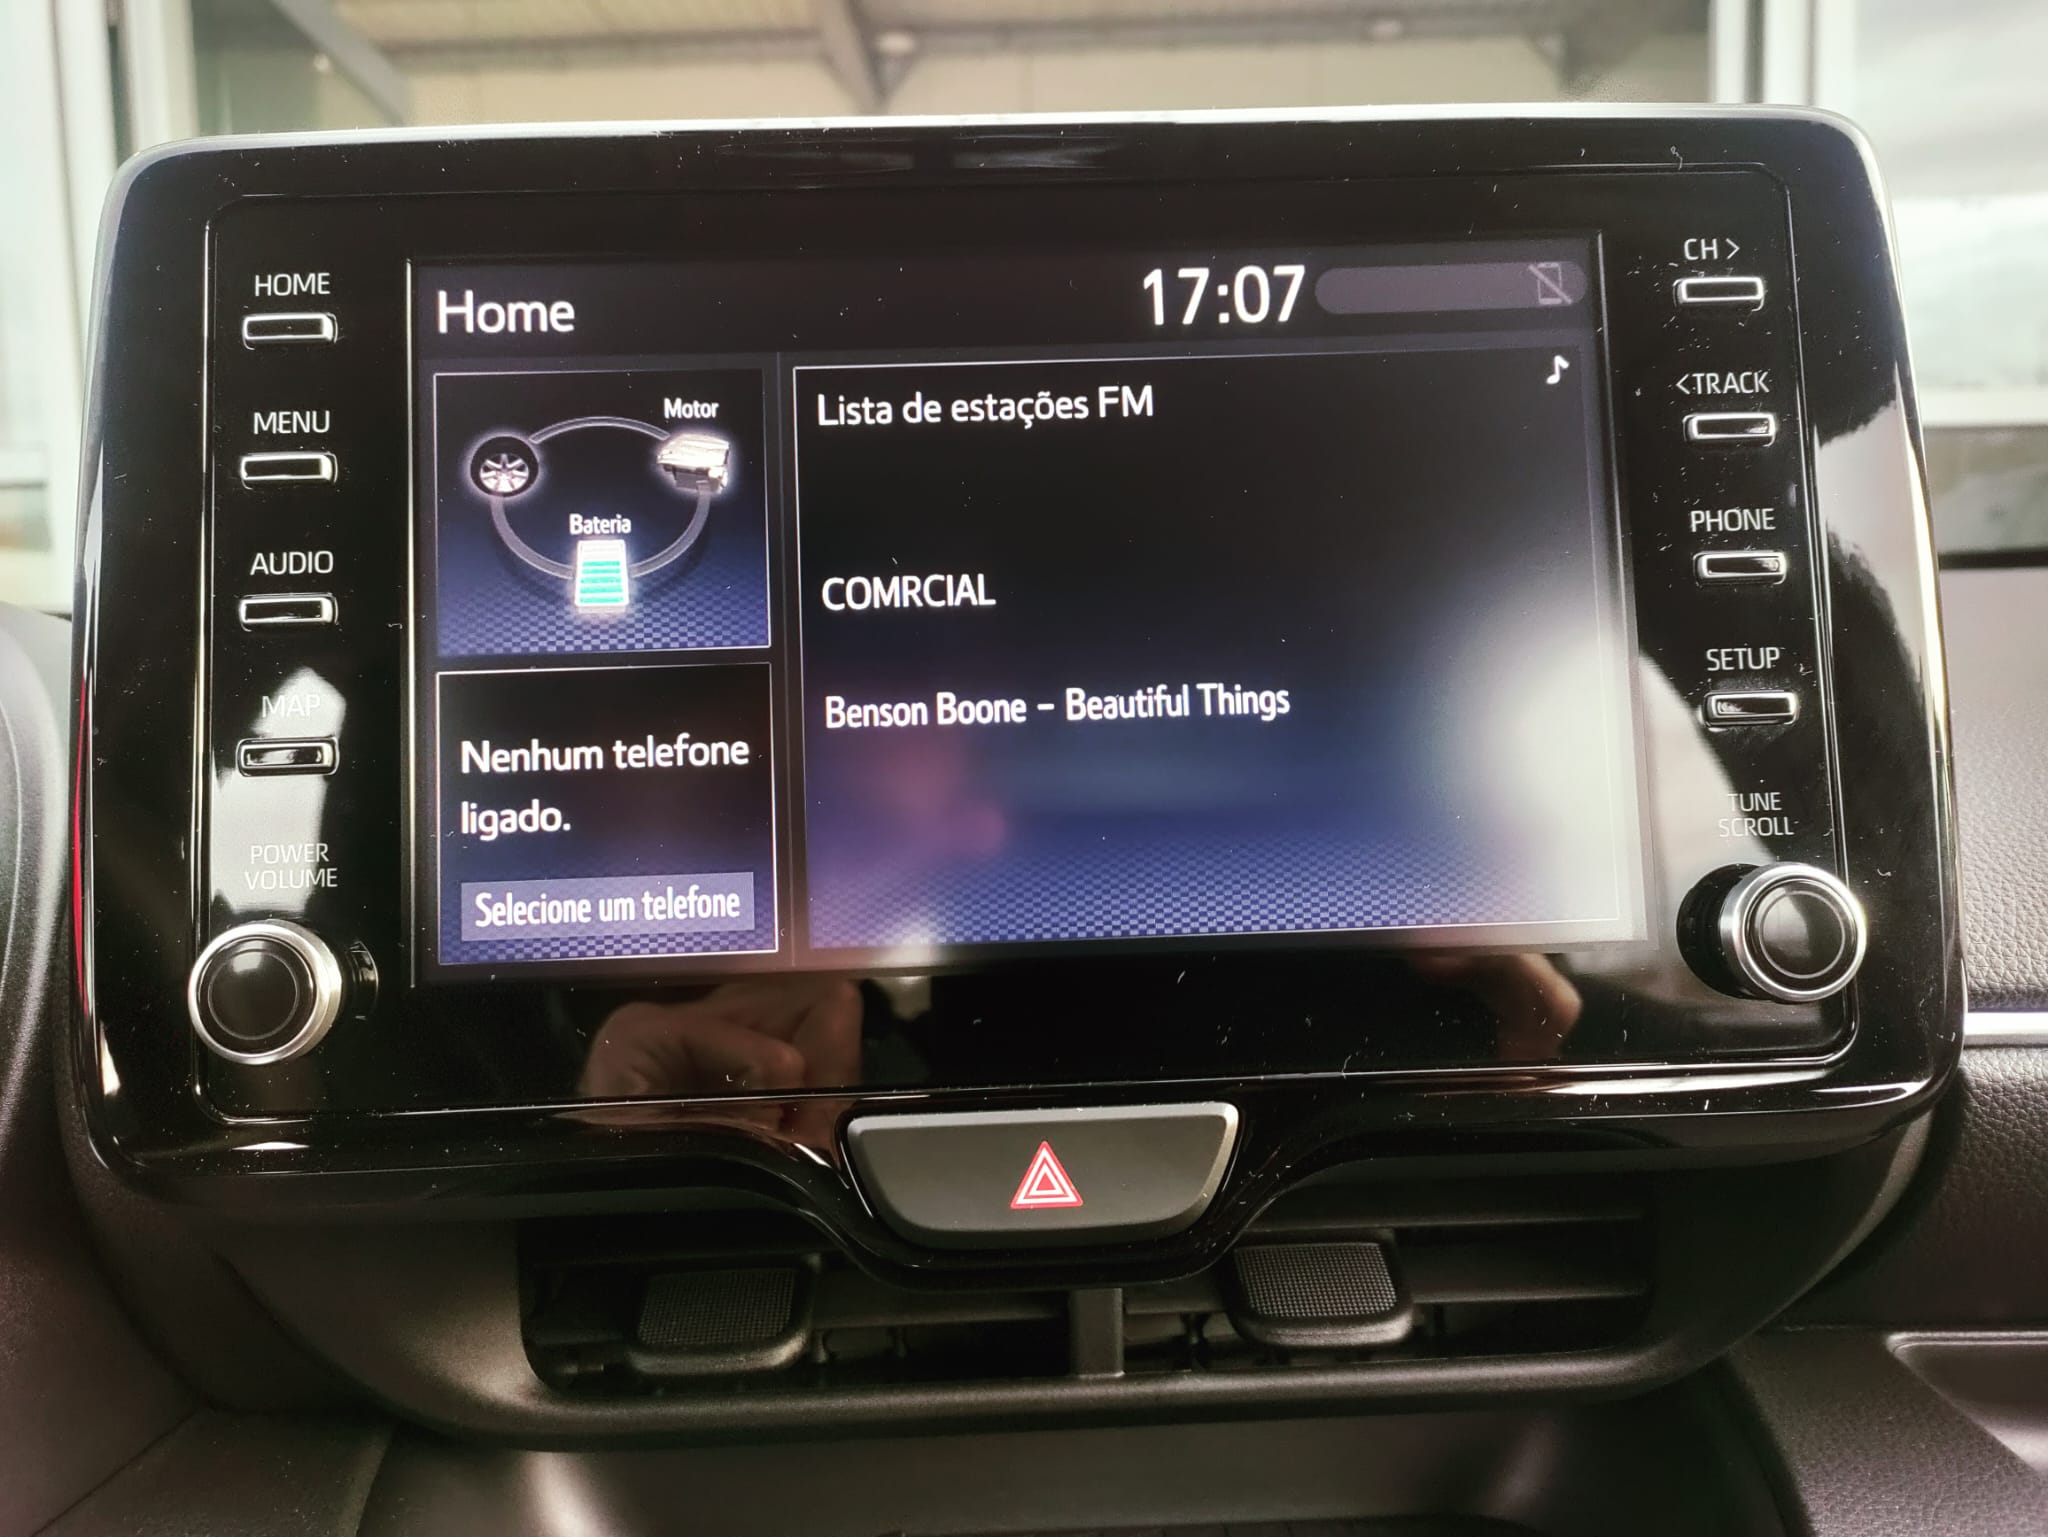 HOME
MENU
AUDIO
MAP
POWER
VOLUME
Home
17:07
Motor
Bateria
Nenhum telefone
ligado.
Selecione um telefone
Lista de estações FM
COMRCIAL
Benson Boone - Beautiful Things
CH >
<TRACK
PHONE
SETUP
TUNE
SCROLL